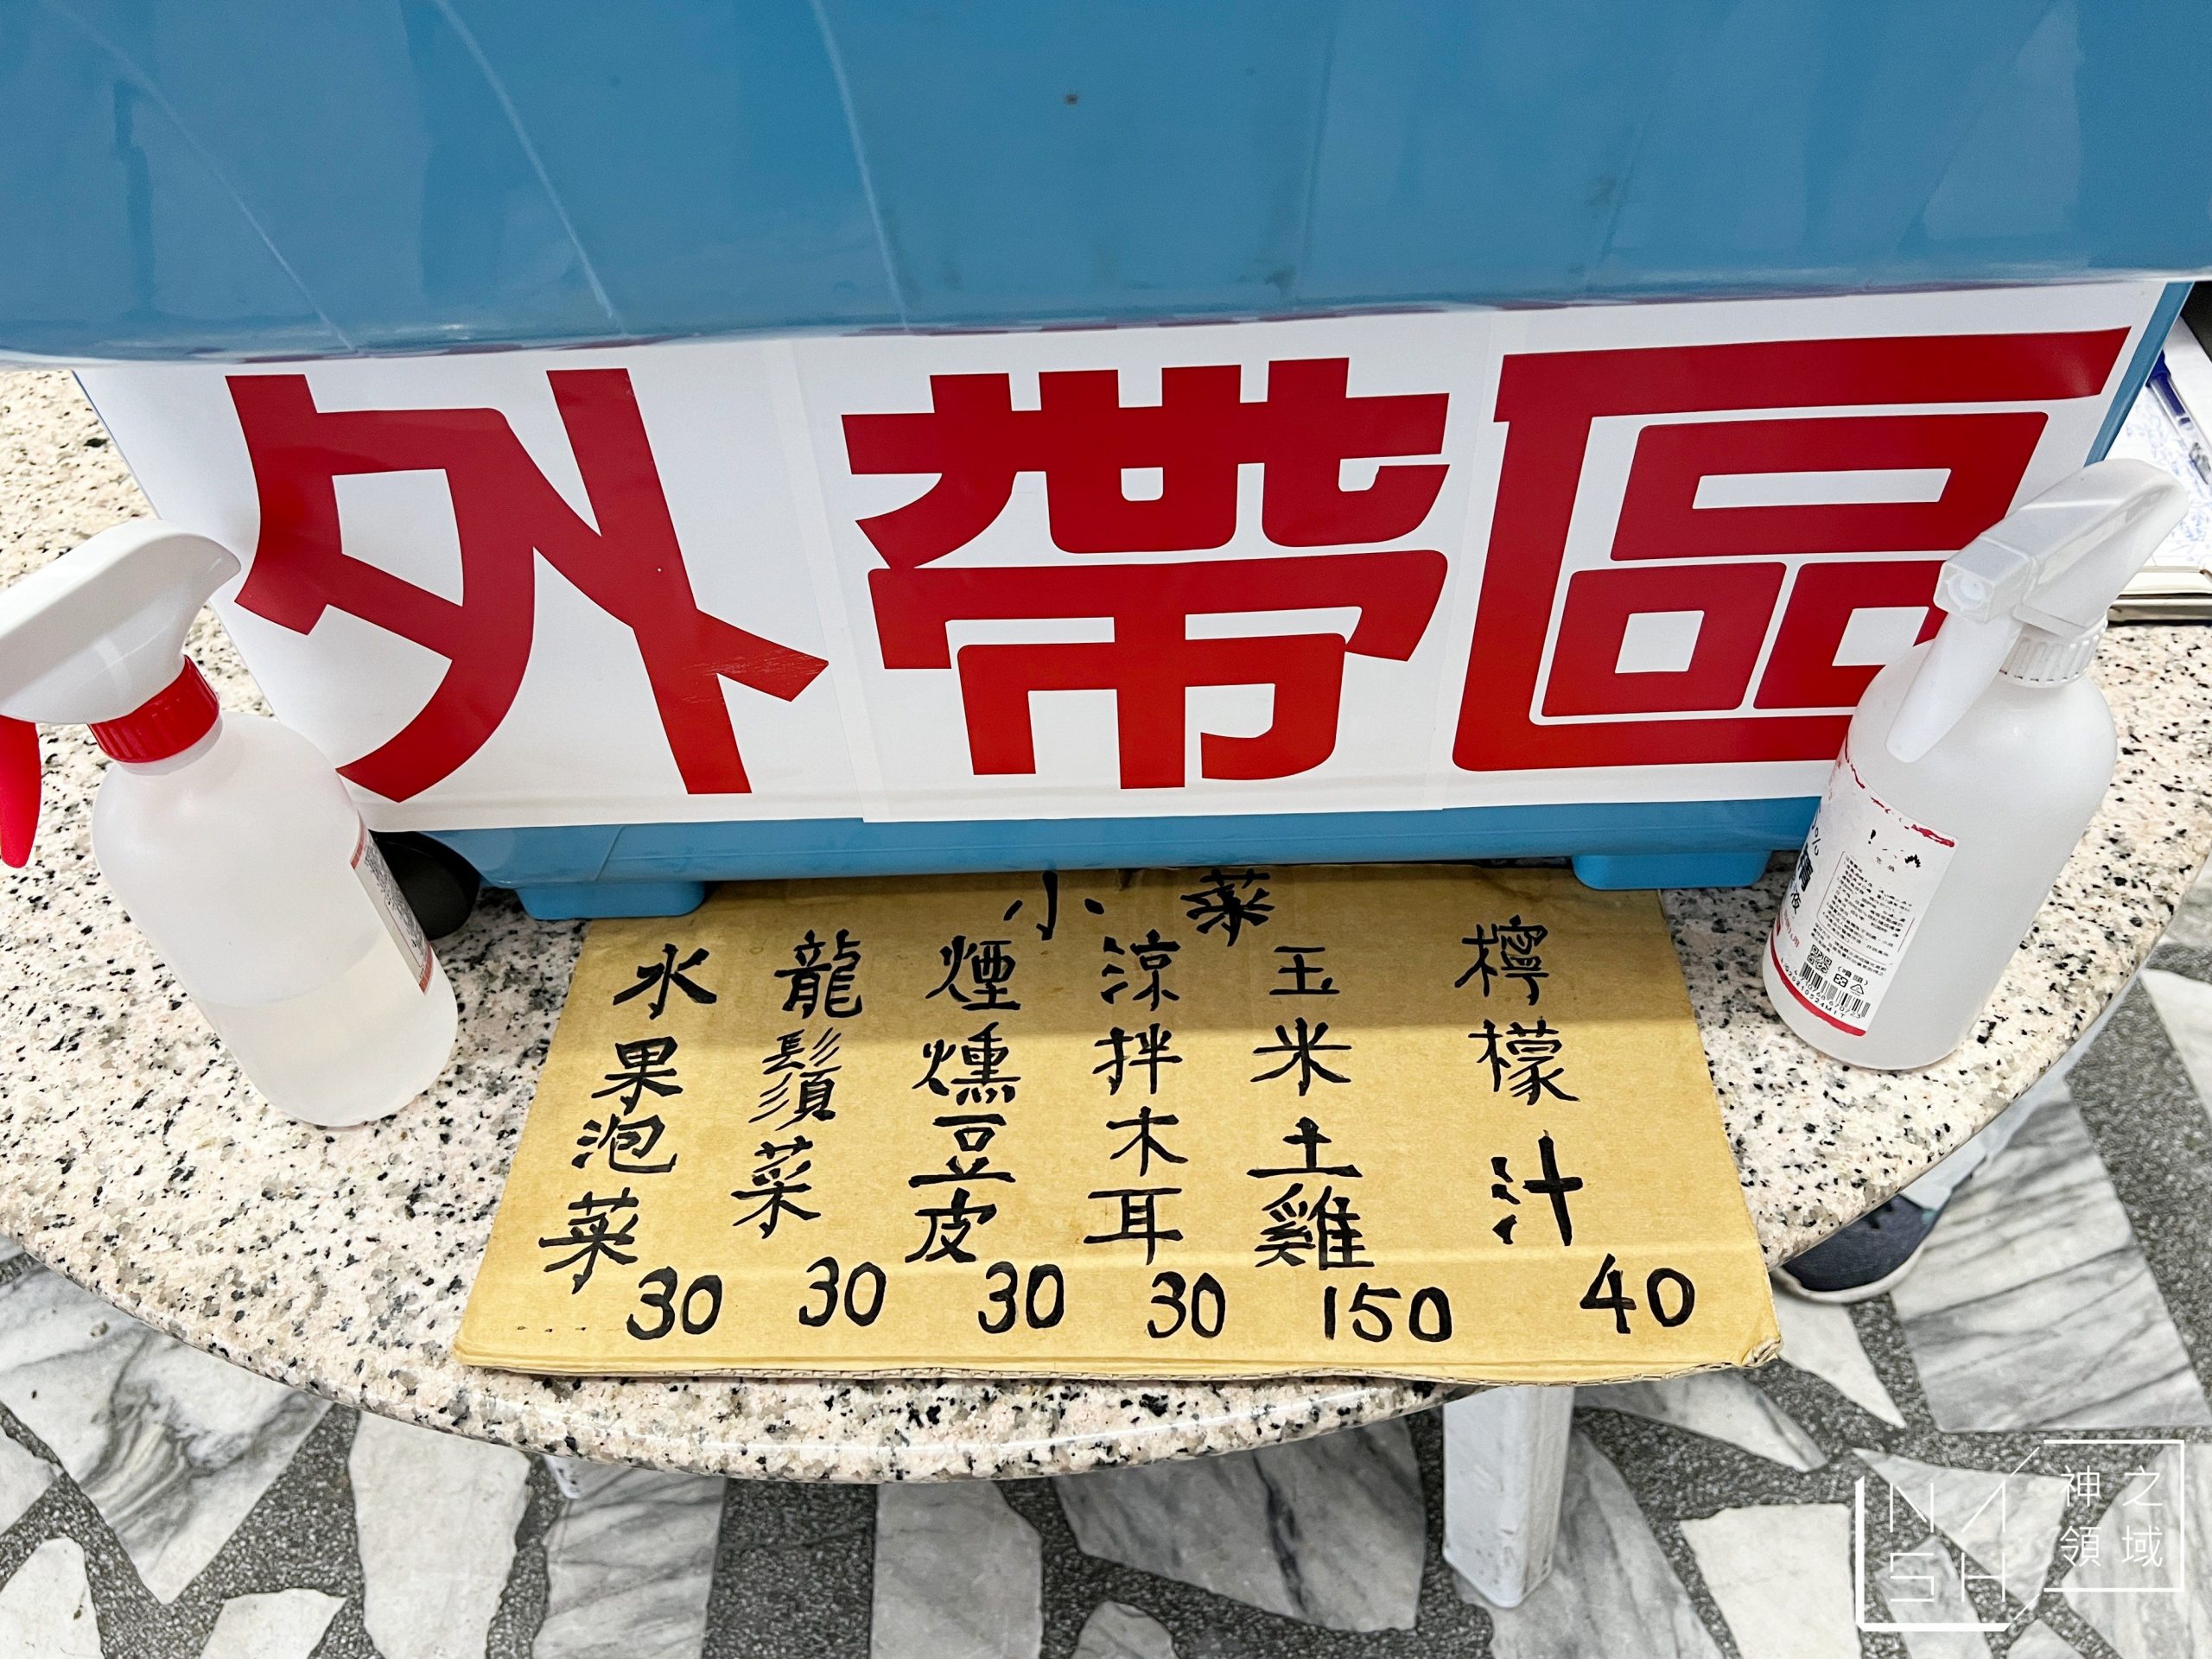 外帶區
小菜
檸檬汁 40
玉米土雞 150
涼拌木耳 30
煙燻豆皮 30
龍鬚菜 30
水果泡菜 30
NASH
神之
領域